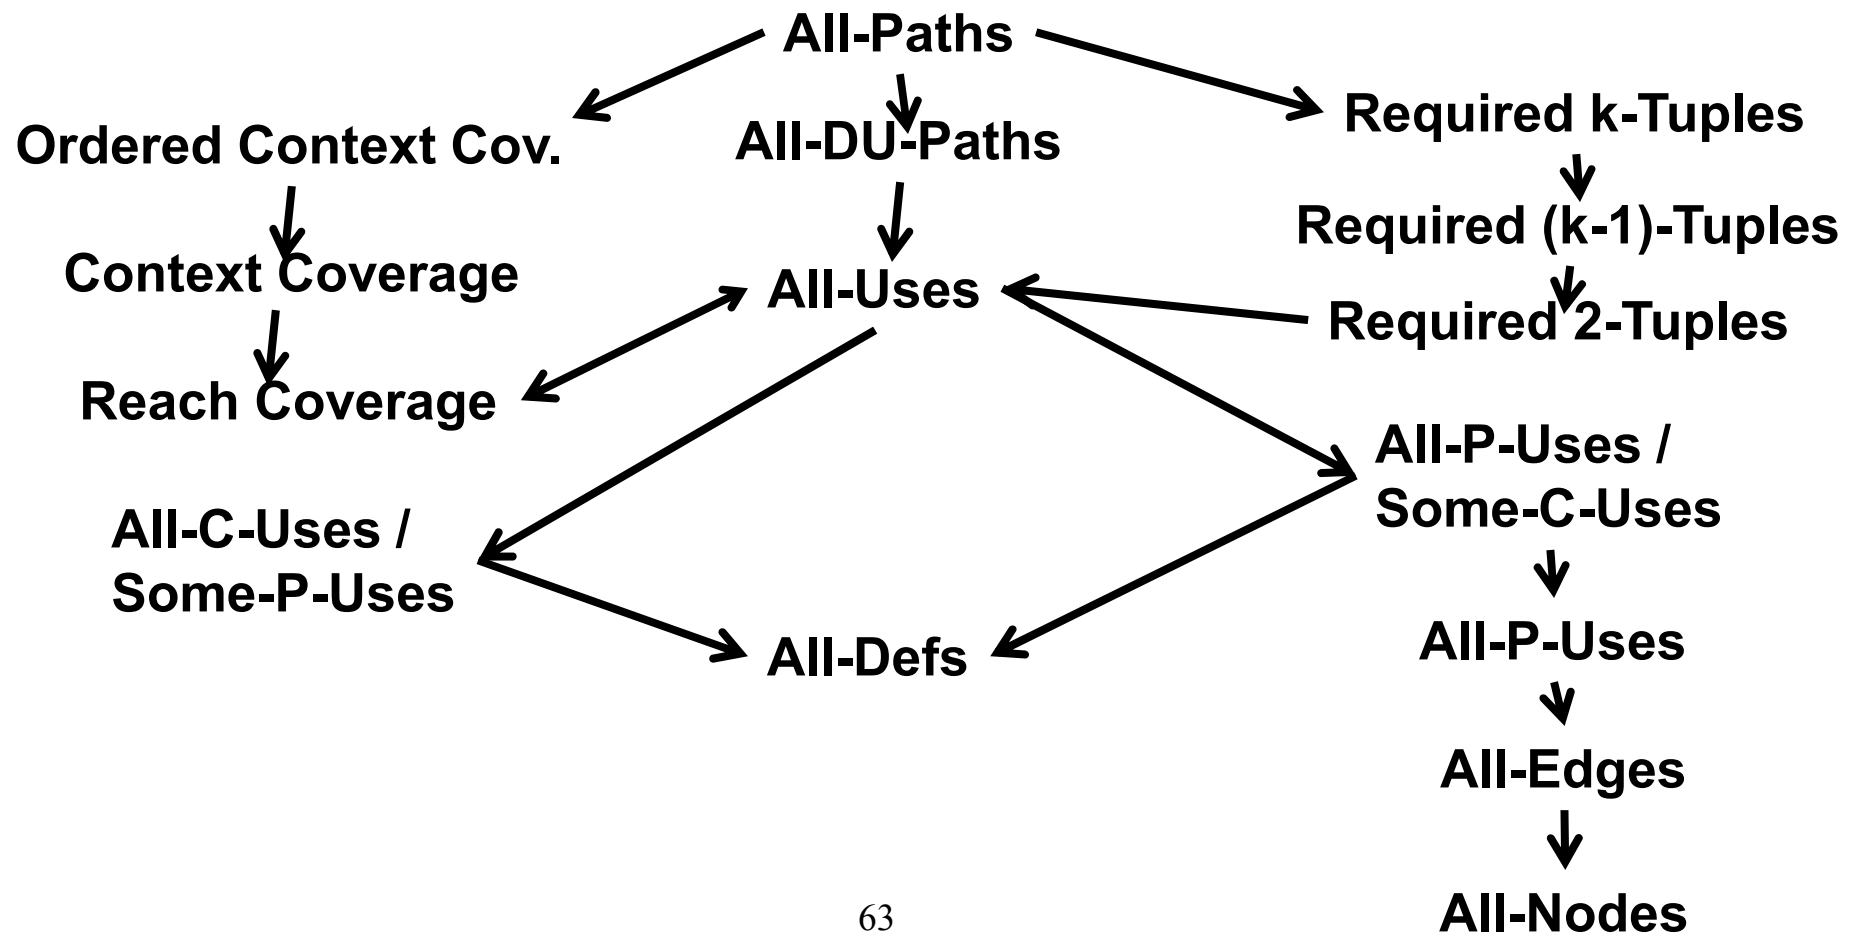 All-Paths
Required k-Tuples
Ordered Context Cov.
All-DU-Paths
Required (k-1)-Tuples
Context Coverage
All-Uses
Required 2-Tuples
Reach Coverage
All-P-Uses /
Some-C-Uses
All-C-Uses /
Some-P-Uses
All-P-Uses
All-Defs
All-Edges
All-Nodes
63